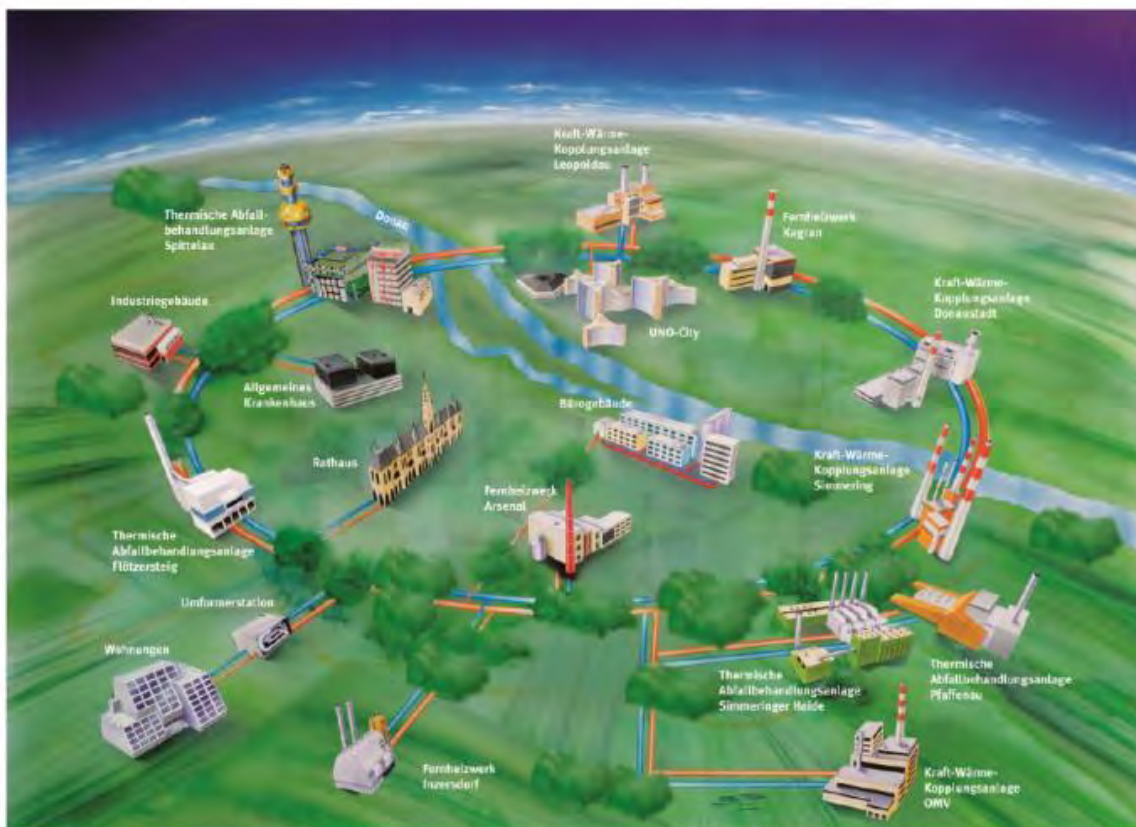 Kraft-Wärme-
Kopplungsanlage
Leopoldau
Thermische Abfall-
behandlungsanlage
Spittelau
Donau
Fernheizwerk
Kagran
Industriegebäude
Kraft-Wärme-
Kopplungsanlage
Donaustadt
UNO-City
Allgemeines
Krankenhaus
Bürogebäude
Rathaus
Kraft-Wärme-
Kopplungsanlage
Simmering
Fernheizwerk
Arsenal
Thermische
Abfallbehandlungsanlage
Flötzersteig
Umformerstation
Wohnungen
Thermische
Abfallbehandlungsanlage
Simmeringer Haide
Thermische
Abfallbehandlungsanlage
Pfaffenau
Fernheizwerk
Inzersdorf
Kraft-Wärme-
Kopplungsanlage
OMV